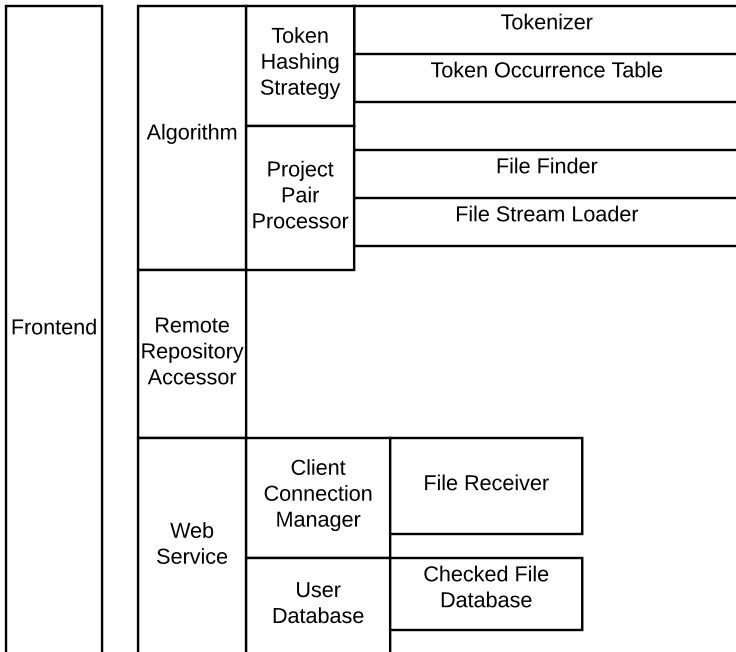 Frontend
Algorithm
Token
Hashing
Strategy
Tokenizer
Token Occurrence Table
Project
Pair
Processor
File Finder
File Stream Loader
Remote
Repository
Accessor
Web
Service
Client
Connection
Manager
File Receiver
User
Database
Checked File
Database